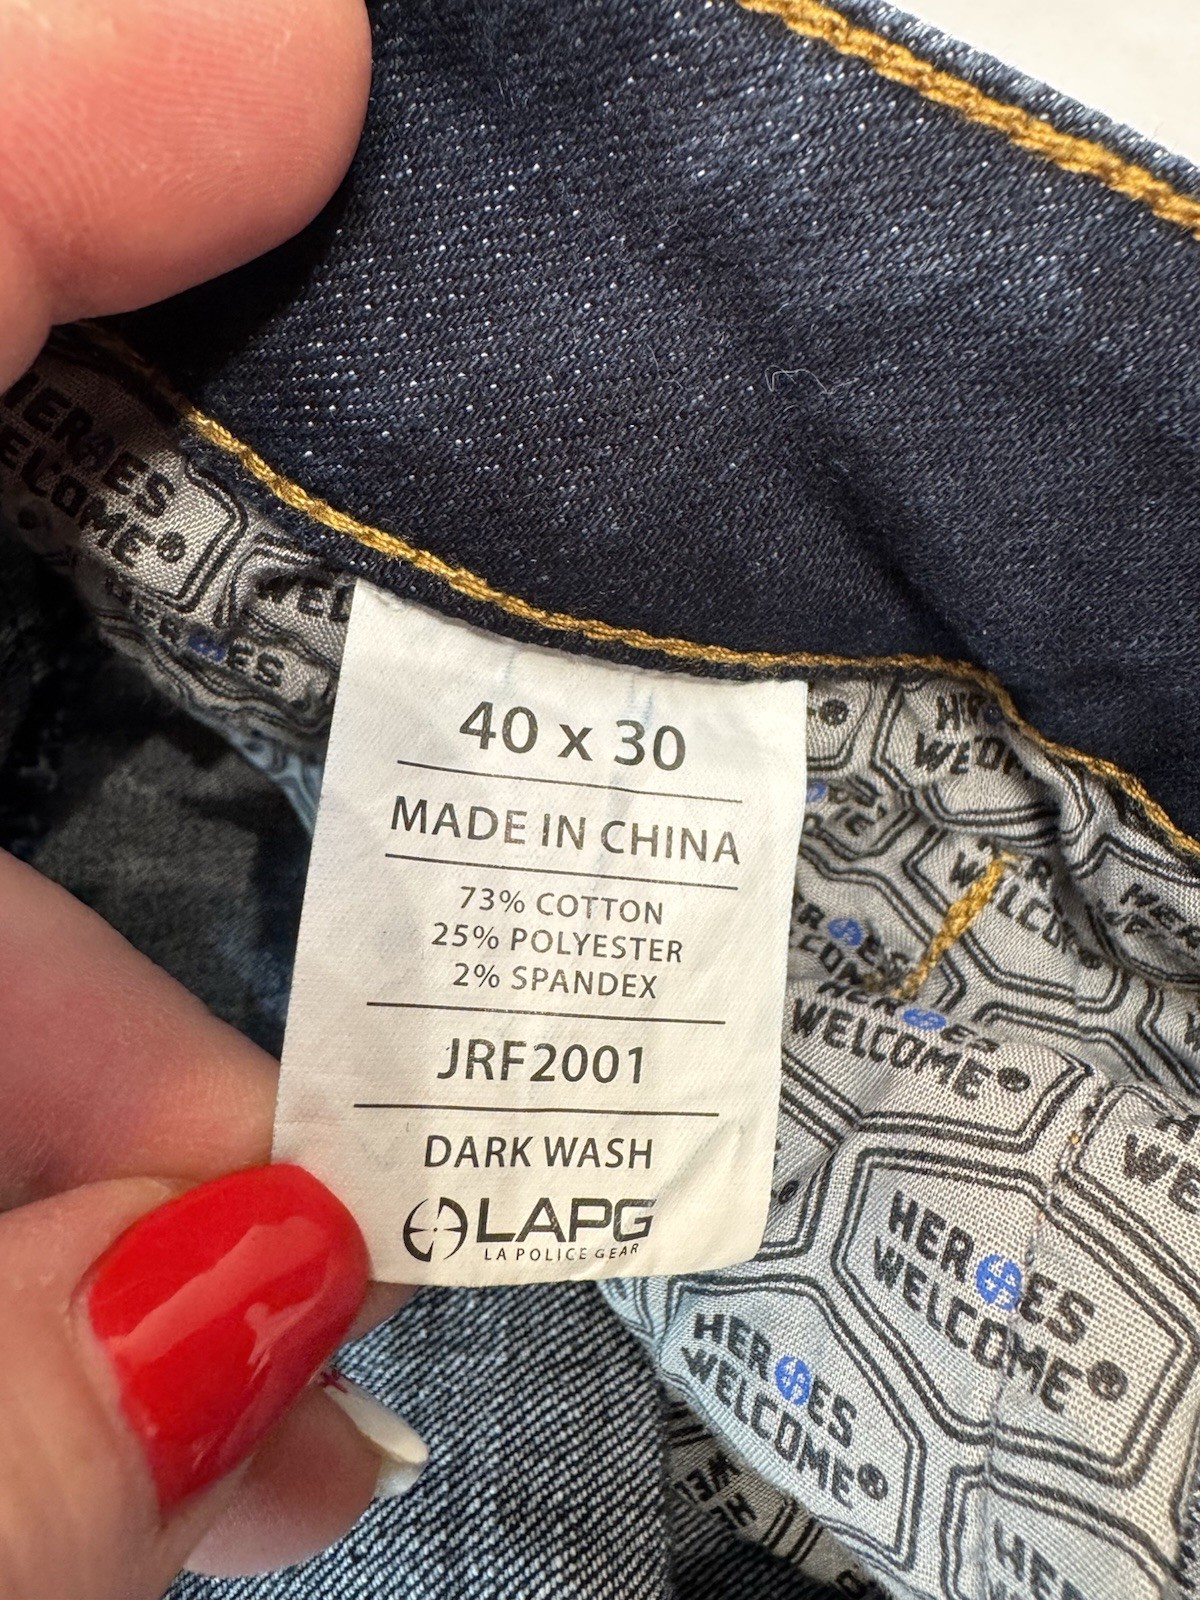 HEROES
WELCOME®
HEROES
40 x 30
MADE IN CHINA
73% COTTON
25% POLYESTER
2% SPANDEX
JRF2001
DARK WASH
LAPG
LA POLICE GEAR
HEROES
WELCOME®
HEROES
WELCOME®
HEROES
WELCOME®